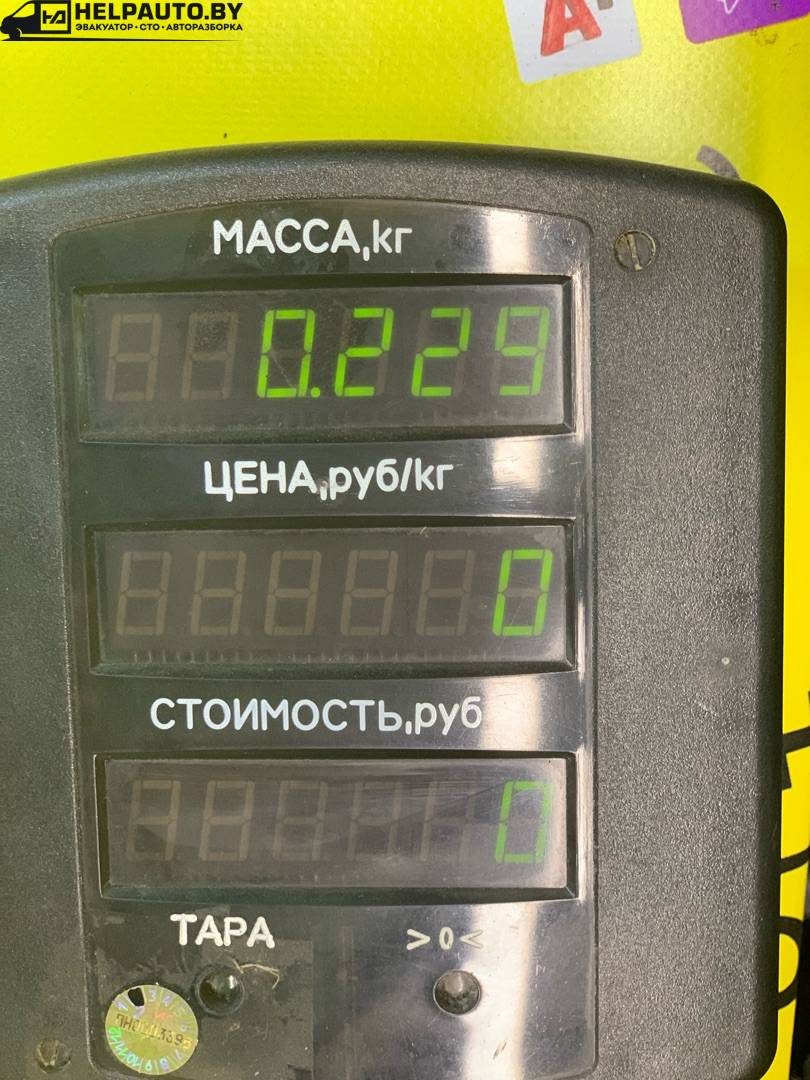 HELPAUTO.BY
ЭВАКУАТОР · СТО · АВТОРАЗБОРКА
А
МАССА,кг
0.229
ЦЕНА,руб/кг
0
СТОИМОСТЬ,руб
0
ТАРА
>0<